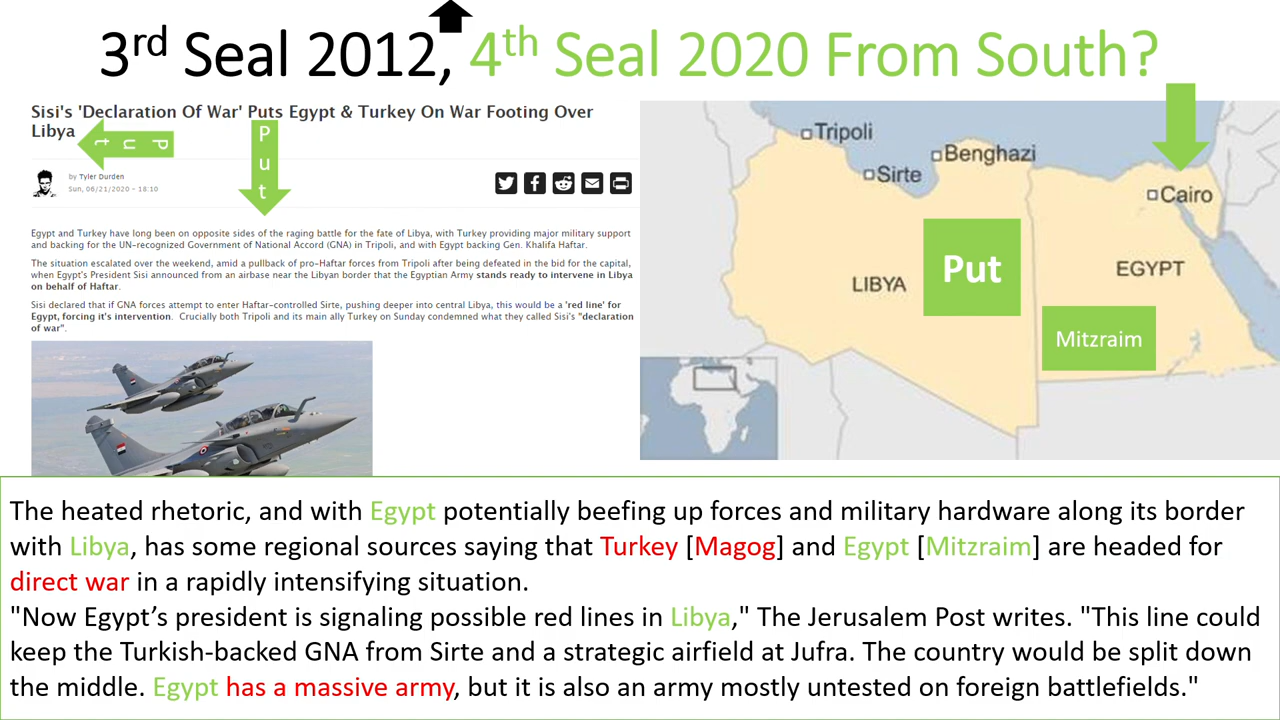 3rd Seal 2012, 4th Seal 2020 From South?
Sisi's 'Declaration Of War' Puts Egypt & Turkey On War Footing Over
Libya
Put
Put
by Tyler Durden
Sun, 06/21/2020 - 18:10
Egypt and Turkey have long been on opposite sides of the raging battle for the fate of Libya, with Turkey providing major military support
and backing for the UN-recognized Government of National Accord (GNA) in Tripoli, and with Egypt backing Gen. Khalifa Haftar.
The situation escalated over the weekend, amid a pullback of pro-Haftar forces from Tripoli after being defeated in the bid for the capital,
when Egypt's President Sisi announced from an airbase near the Libyan border that the Egyptian Army stands ready to intervene in Libya
on behalf of Haftar.
Sisi declared that if GNA forces attempt to enter Haftar-controlled Sirte, pushing deeper into central Libya, this would be a 'red line' for
Egypt, forcing it's intervention. Crucially both Tripoli and its main ally Turkey on Sunday condemned what they called Sisi's "declaration
of war".
Tripoli
Benghazi
Sirte
Cairo
Put
LIBYA
EGYPT
Mitzraim
The heated rhetoric, and with Egypt potentially beefing up forces and military hardware along its border
with Libya, has some regional sources saying that Turkey [Magog] and Egypt [Mitzraim] are headed for
direct war in a rapidly intensifying situation.
"Now Egypt’s president is signaling possible red lines in Libya," The Jerusalem Post writes. "This line could
keep the Turkish-backed GNA from Sirte and a strategic airfield at Jufra. The country would be split down
the middle. Egypt has a massive army, but it is also an army mostly untested on foreign battlefields."